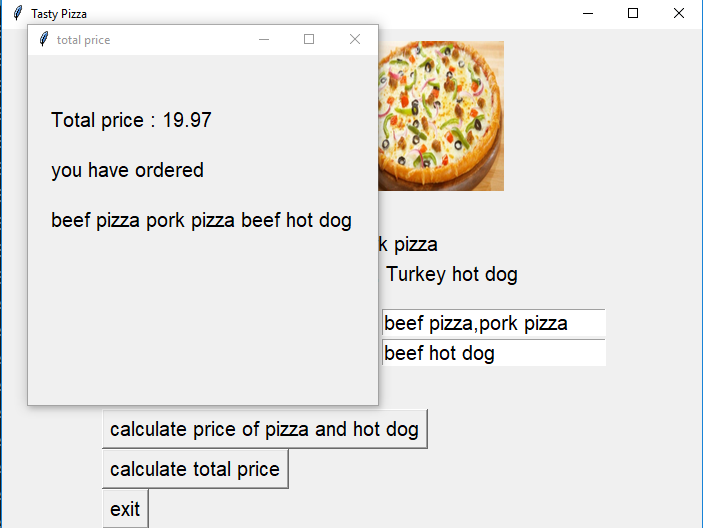 Tasty Pizza
total price
Total price : 19.97
you have ordered
beef pizza pork pizza beef hot dog
pizza
Turkey hot dog
beef pizza,pork pizza
beef hot dog
calculate price of pizza and hot dog
calculate total price
exit